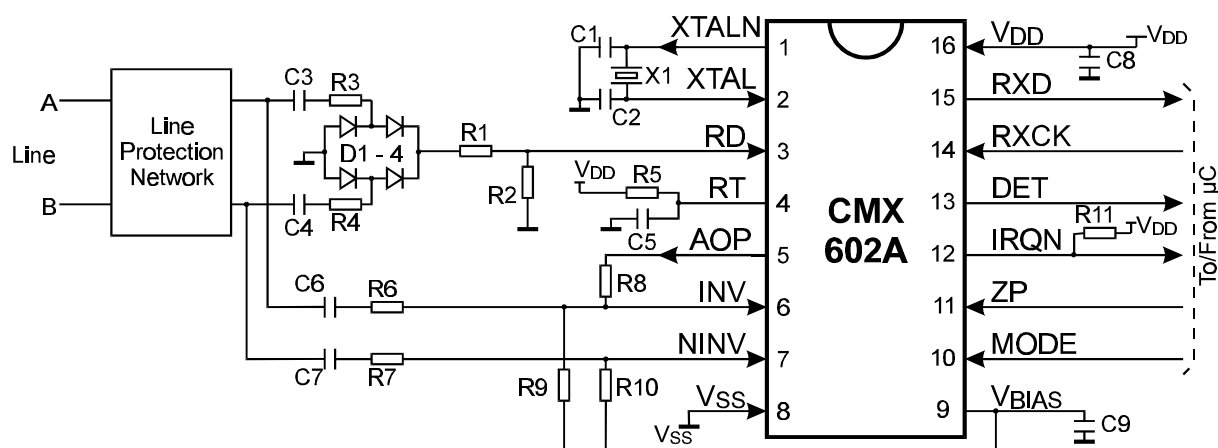 C1
XTALN
1
16
VDD
VDD
C8
X1
A
C3
R3
XTAL
2
15
RXD
C2
Line
Line
Protection
Network
D1 - 4
R1
RD
3
14
RXCK
R2
VDD
R5
RT
4
CMX
602A
13
DET
B
C4
R4
C5
R11
VDD
AOP
5
12
IRQN
To/From µC
C6
R6
R8
INV
6
11
ZP
C7
R7
NINV
7
10
MODE
R9
R10
VSS
VSS
8
9
VBIAS
C9